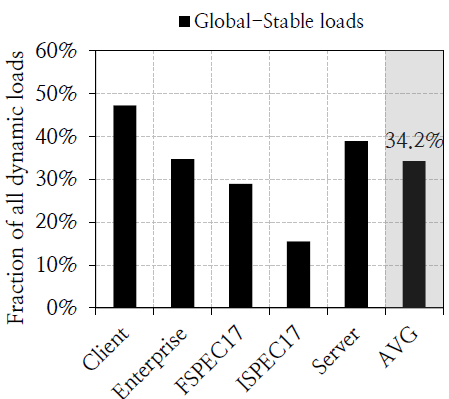 Global-Stable loads
Fraction of all dynamic loads
60%
50%
40%
30%
20%
10%
0%
34.2%
Client
Enterprise
FSPEC17
ISPEC17
Server
AVG